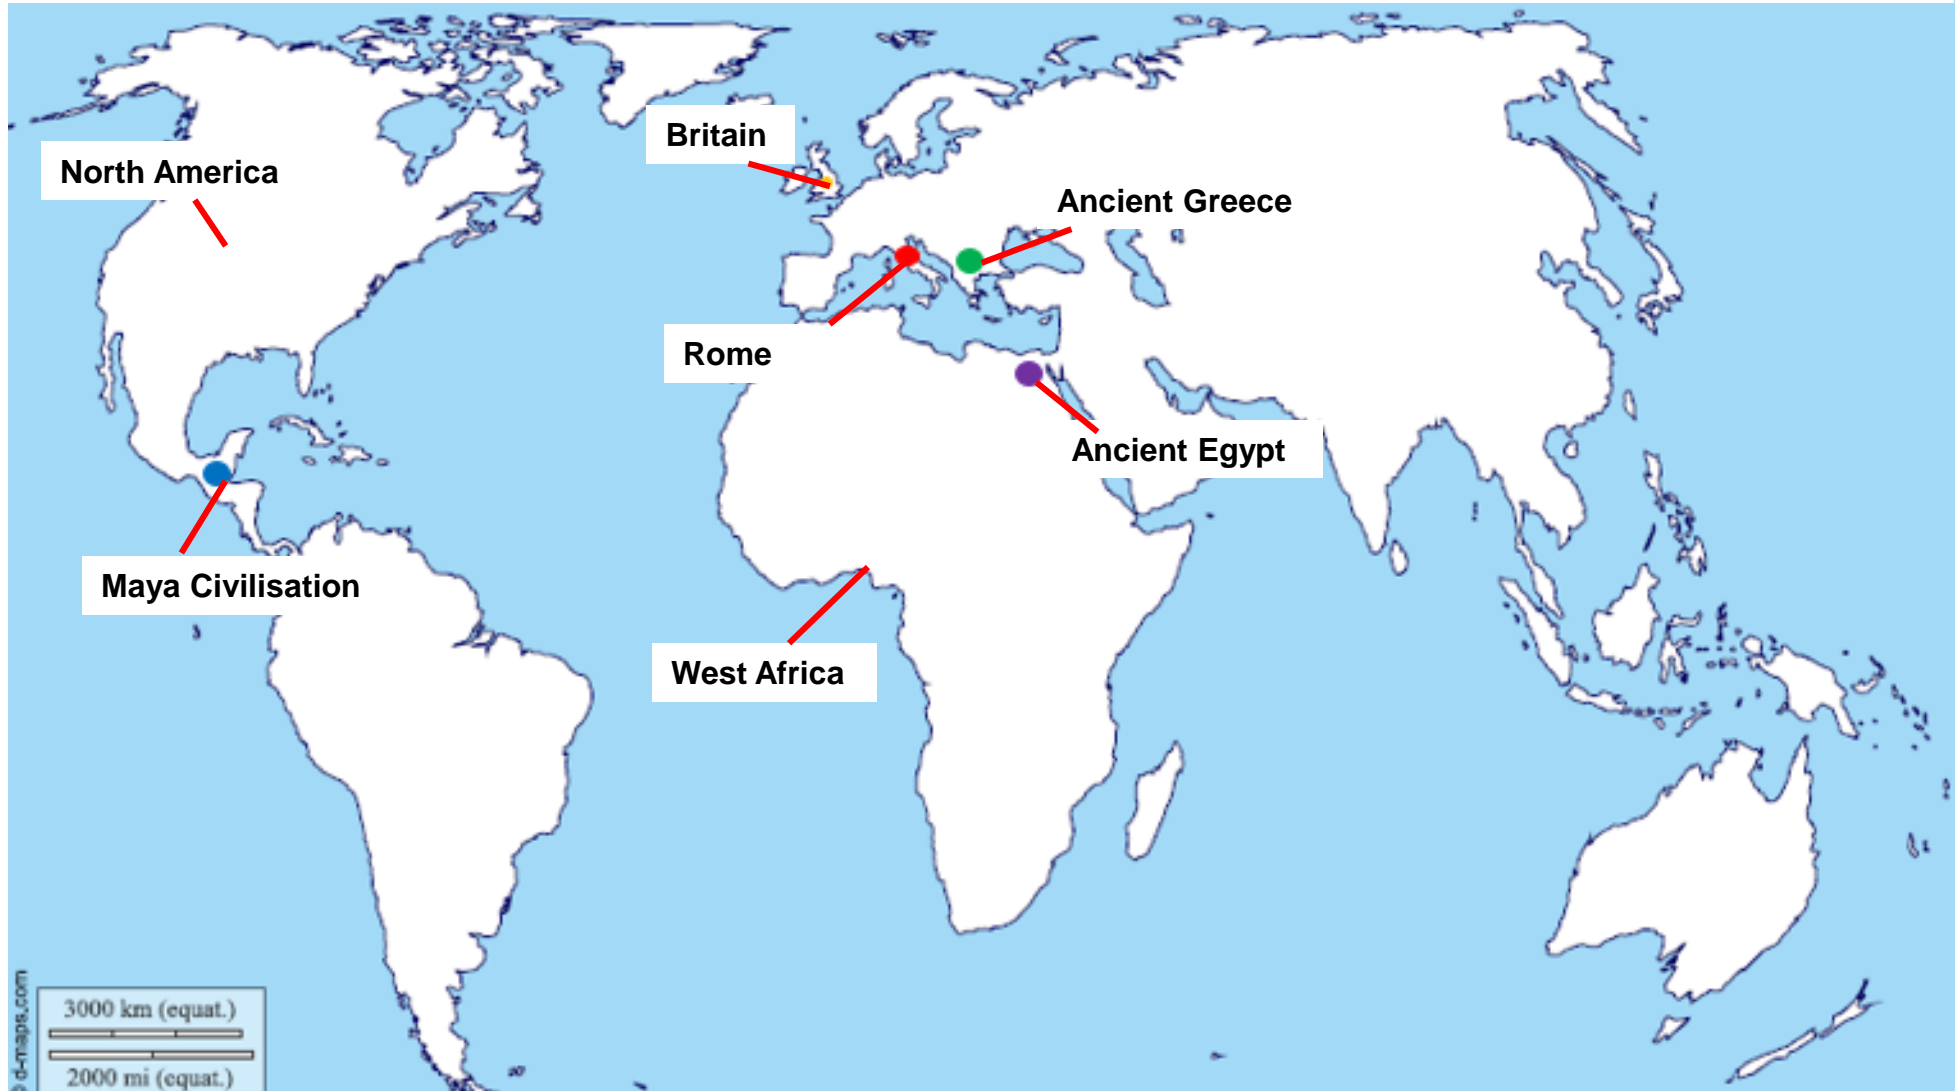 Britain
North America
Ancient Greece
Rome
Ancient Egypt
Maya Civilisation
West Africa
d-maps.com
3000 km (equat.)
2000 mi (equat.)